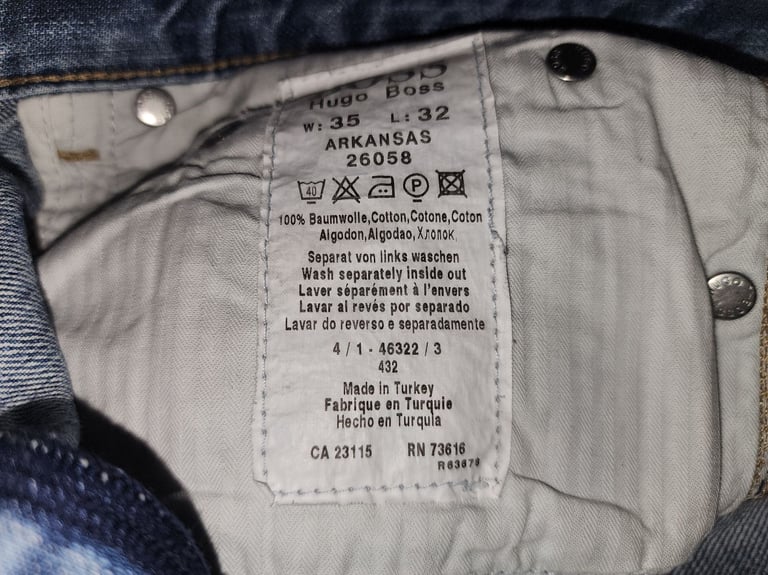 BOSS
Hugo Boss
W: 35 L: 32
ARKANSAS
26058
40 P
100% Baumwolle,Cotton,Cotone,Coton
Algodon,Algodao,Хлопок
Separat von links waschen
Wash separately inside out
Laver séparément à l'envers
Lavar al revés por separado
Lavar do reverso e separadamente
4 / 1 - 46322 / 3
432
Made in Turkey
Fabrique en Turquie
Hecho en Turquia
CA 23115 RN 73616
R63678